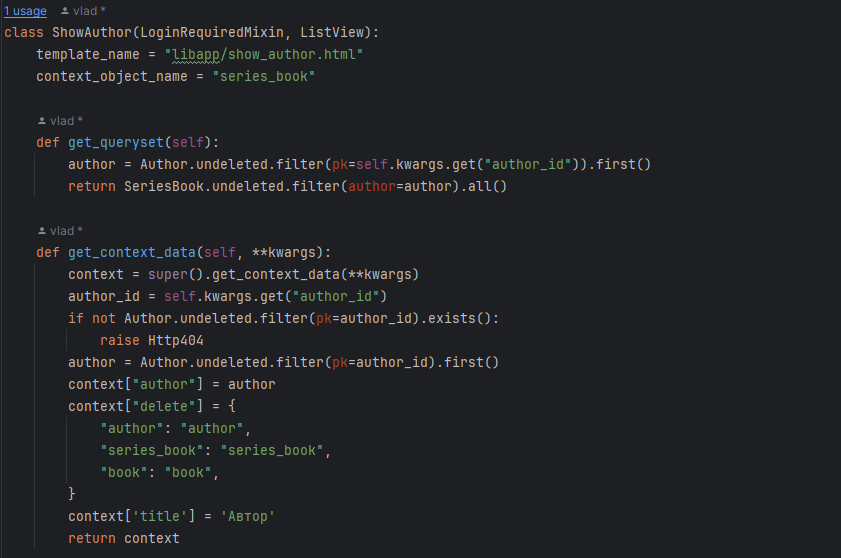 1 usage vlad *
class ShowAuthor(LoginRequiredMixin, ListView):
    template_name = "libapp/show_author.html"
    context_object_name = "series_book"
    vlad *
    def get_queryset(self):
        author = Author.undeleted.filter(pk=self.kwargs.get("author_id")).first()
        return SeriesBook.undeleted.filter(author=author).all()
    vlad *
    def get_context_data(self, **kwargs):
        context = super().get_context_data(**kwargs)
        author_id = self.kwargs.get("author_id")
        if not Author.undeleted.filter(pk=author_id).exists():
            raise Http404
        author = Author.undeleted.filter(pk=author_id).first()
        context["author"] = author
        context["delete"] = {
            "author": "author",
            "series_book": "series_book",
            "book": "book",
        }
        context['title'] = 'Автор'
        return context